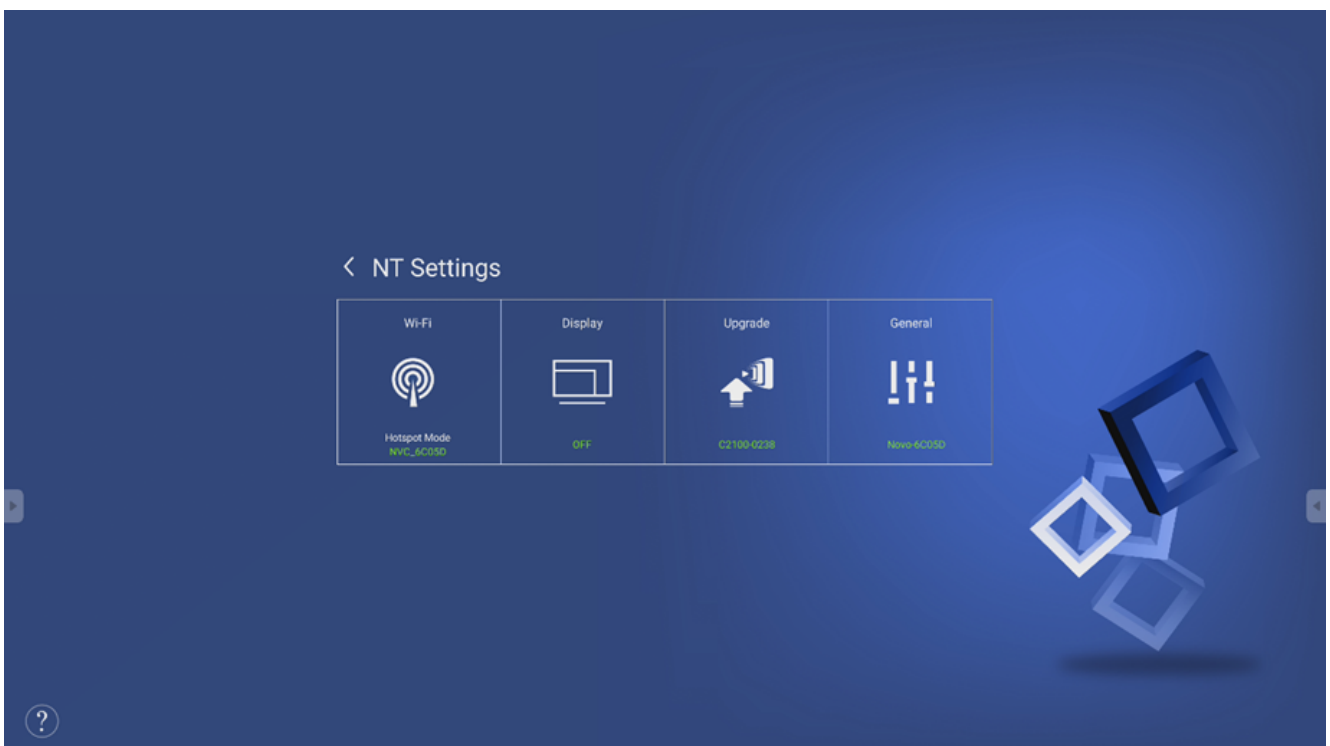 NT Settings
Wi-Fi
Display
Upgrade
General
Hotspot Mode
NVC_6C05D
OFF
C2100-0238
Novo-6C05D
?